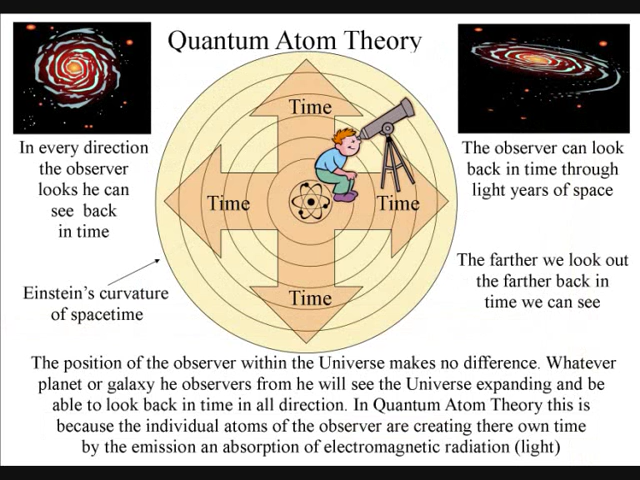 Quantum Atom Theory
In every direction
the observer
looks he can
see back
in time
Time
Time
Time
Time
The observer can look
back in time through
light years of space
The farther we look out
the farther back in
time we can see
Einstein's curvature
of spacetime
The position of the observer within the Universe makes no difference. Whatever
planet or galaxy he observers from he will see the Universe expanding and be
able to look back in time in all direction. In Quantum Atom Theory this is
because the individual atoms of the observer are creating there own time
by the emission an absorption of electromagnetic radiation (light)